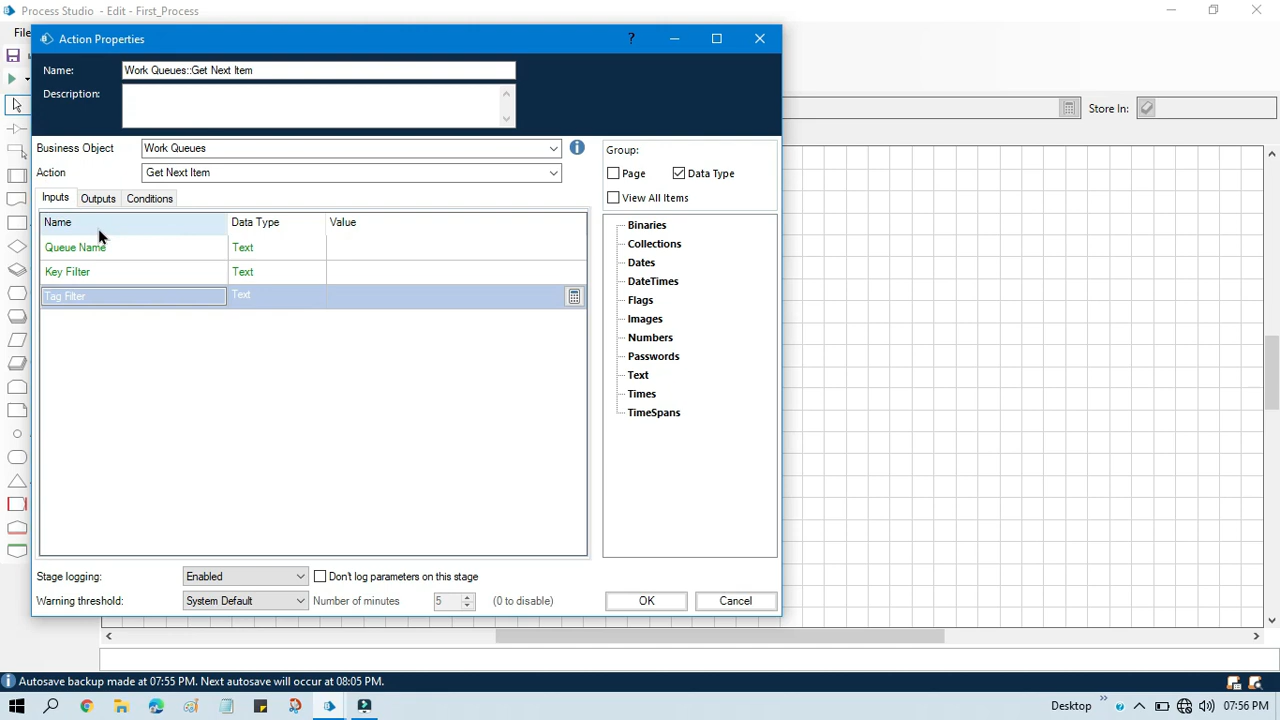 Process Studio - Edit - First_Process
File
Action Properties
?
Name: Work Queues::Get Next Item
Description:
Store In:
Business Object Work Queues
Action Get Next Item
Group:
Page Data Type
View All Items
Inputs Outputs Conditions
Name Data Type Value
Queue Name Text
Key Filter Text
Tag Filter Text
Binaries
Collections
Dates
DateTimes
Flags
Images
Numbers
Passwords
Text
Times
TimeSpans
Stage logging: Enabled Don't log parameters on this stage
Warning threshold: System Default Number of minutes 5 (0 to disable)
OK Cancel
Autosave backup made at 07:55 PM. Next autosave will occur at 08:05 PM.
Desktop 07:56 PM